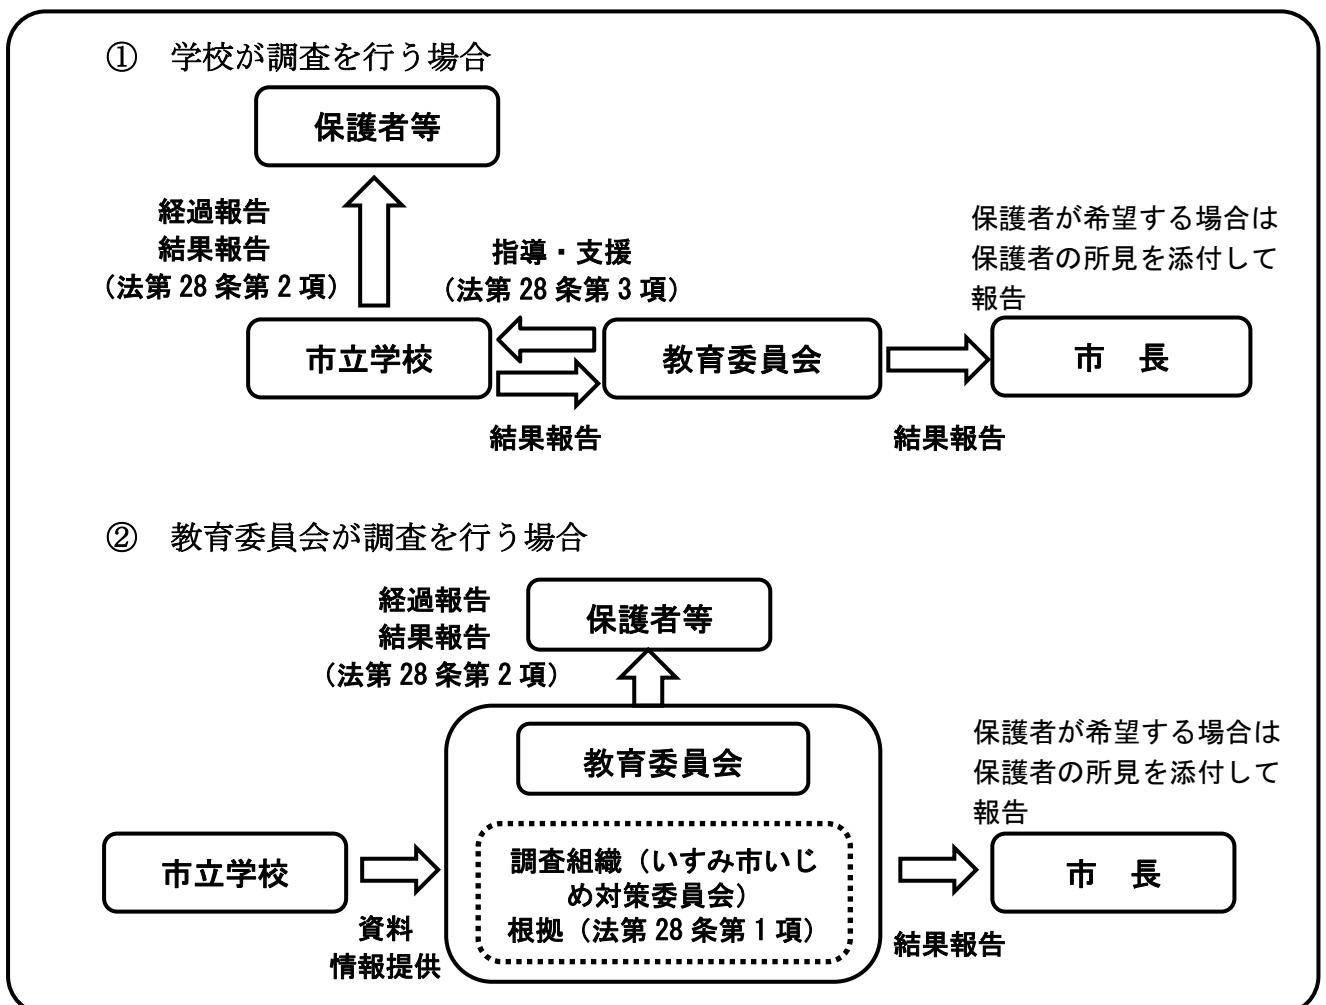 ① 学校が調査を行う場合
保護者等
経過報告
結果報告
（法第 28 条第 2 項）
指導・支援
（法第 28 条第 3 項）
保護者が希望する場合は
保護者の所見を添付して
報告
市立学校
教育委員会
市 長
結果報告
結果報告
② 教育委員会が調査を行う場合
経過報告
結果報告
（法第 28 条第 2 項）
保護者等
教育委員会
保護者が希望する場合は
保護者の所見を添付して
報告
市立学校
調査組織（いすみ市いじ
め対策委員会）
根拠（法第 28 条第 1 項）
市 長
資料
情報提供
結果報告